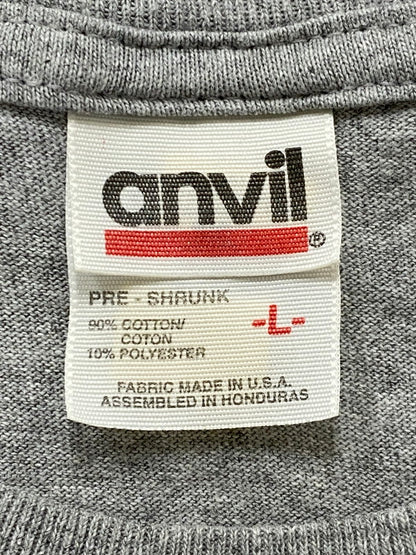 anvil®
PRE - SHRUNK
90% COTTON/
COTON
10% POLYESTER
-L-
FABRIC MADE IN U.S.A.
ASSEMBLED IN HONDURAS